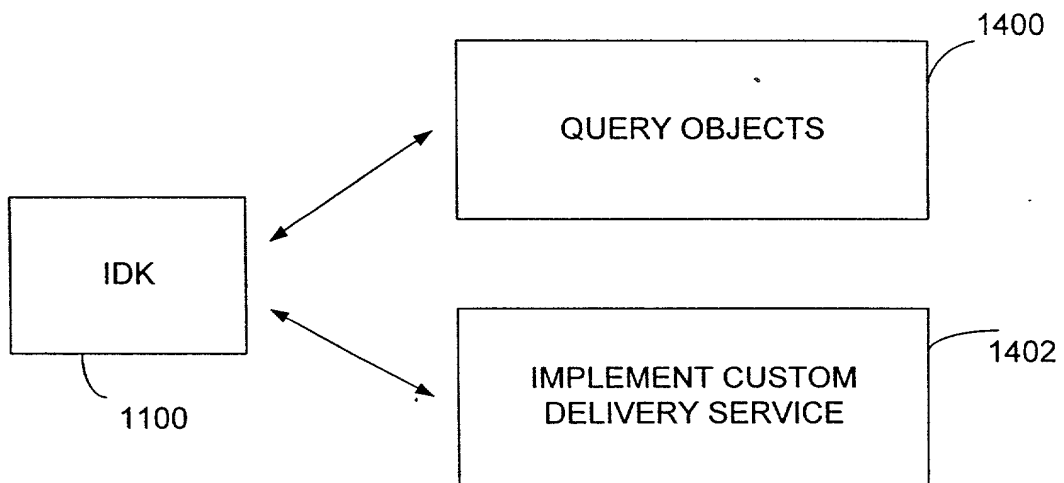 1400
QUERY OBJECTS
IDK
1100
1402
IMPLEMENT CUSTOM
DELIVERY SERVICE